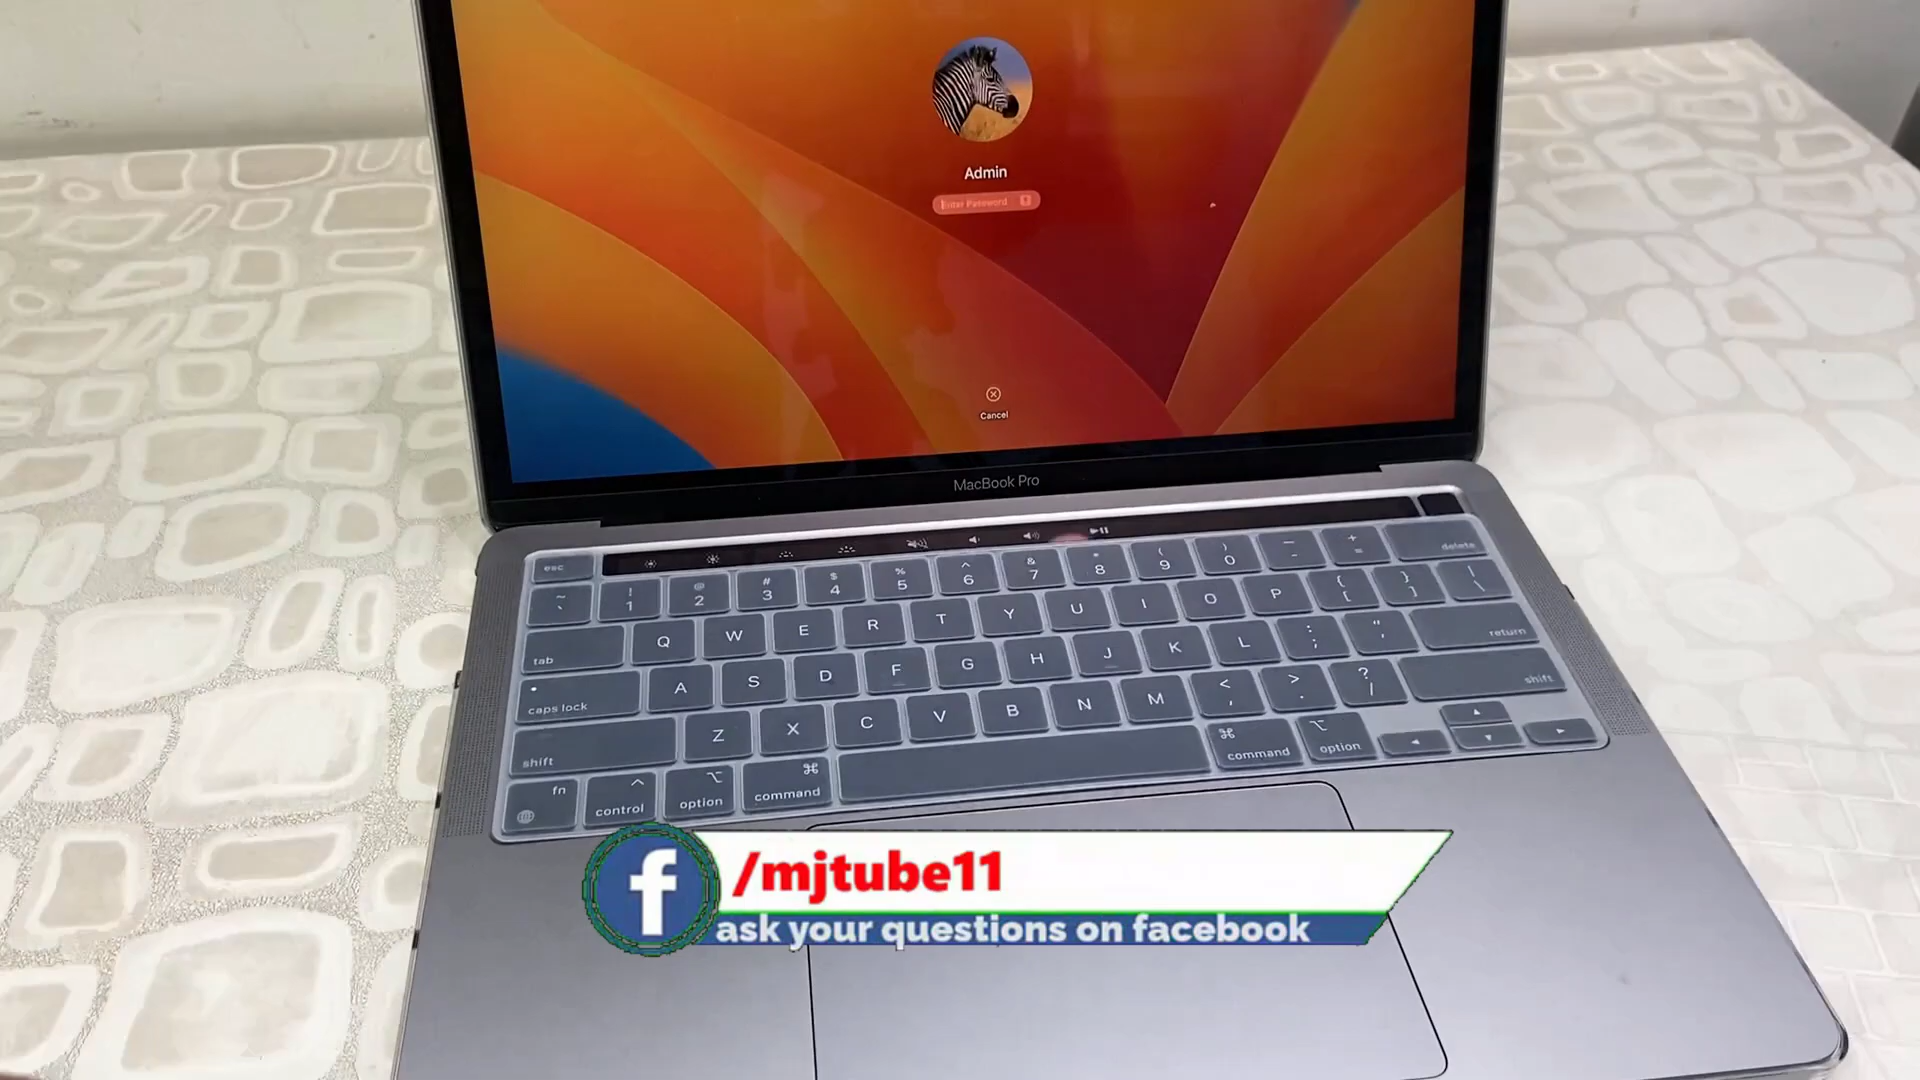 Admin
Enter Password
Cancel
MacBook Pro
esc
~ ! @ # $ % ^ & * ( ) _ + delete
` 1 2 3 4 5 6 7 8 9 0 - =
tab Q W E R T Y U I O P { } |
[ ] \
caps lock A S D F G H J K L : " return
; '
shift Z X C V B N M < > ? shift
, . /
fn control option command command option
f /mjtube11
ask your questions on facebook